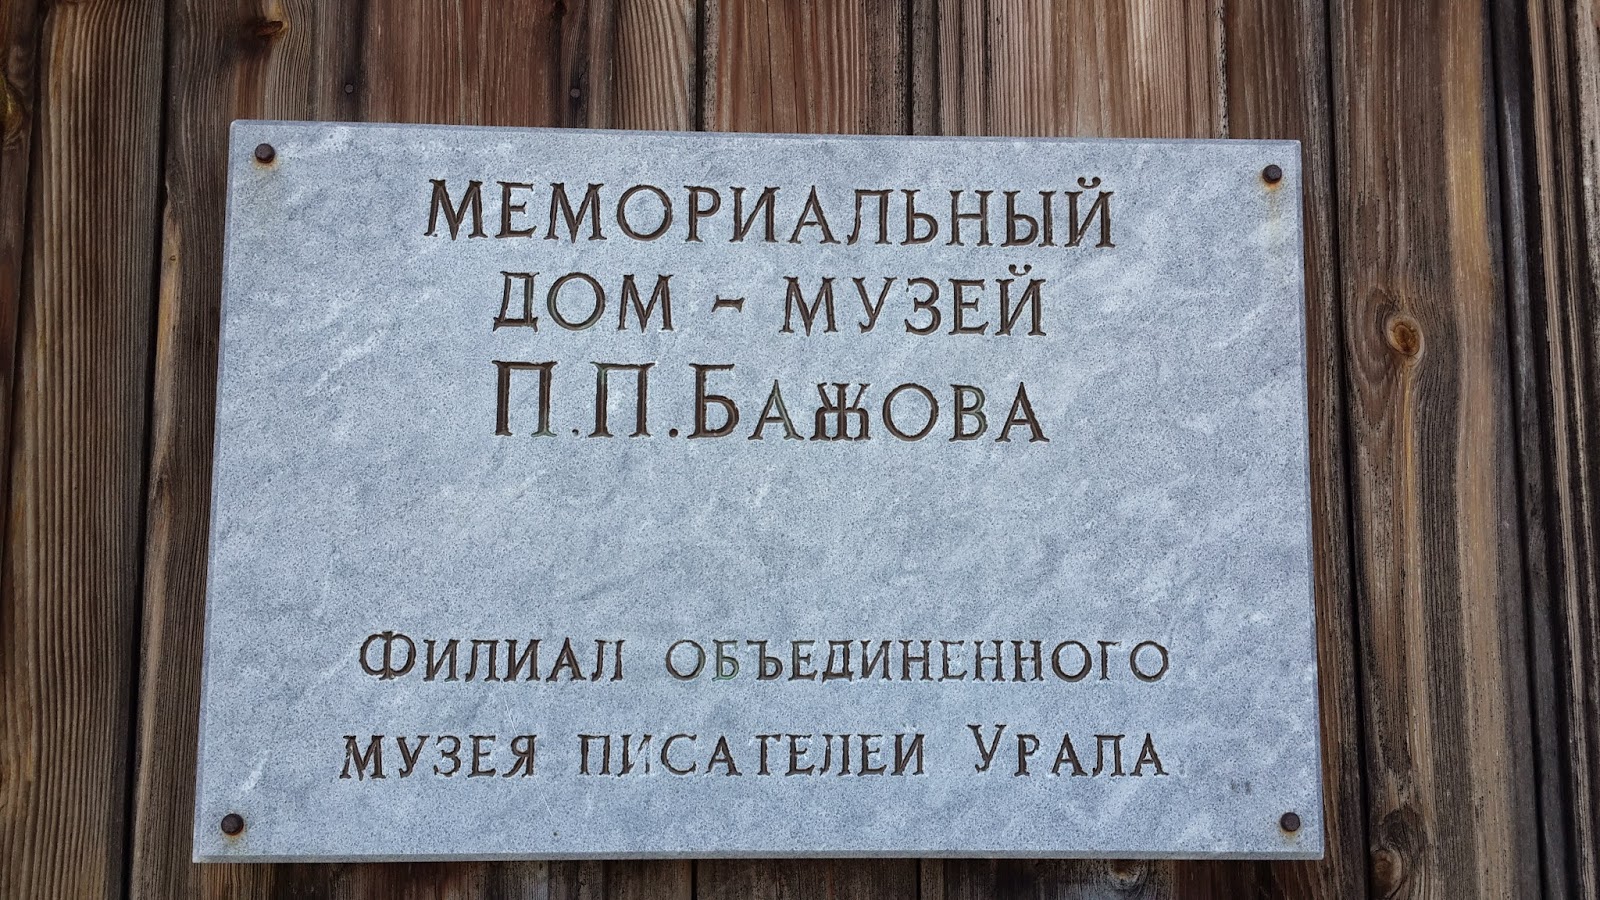 МЕМОРИАЛЬНЫЙ
ДОМ - МУЗЕЙ
П.П.БАЖОВА
ФИЛИАЛ ОБЪЕДИНЕННОГО
МУЗЕЯ ПИСАТЕЛЕЙ УРАЛА